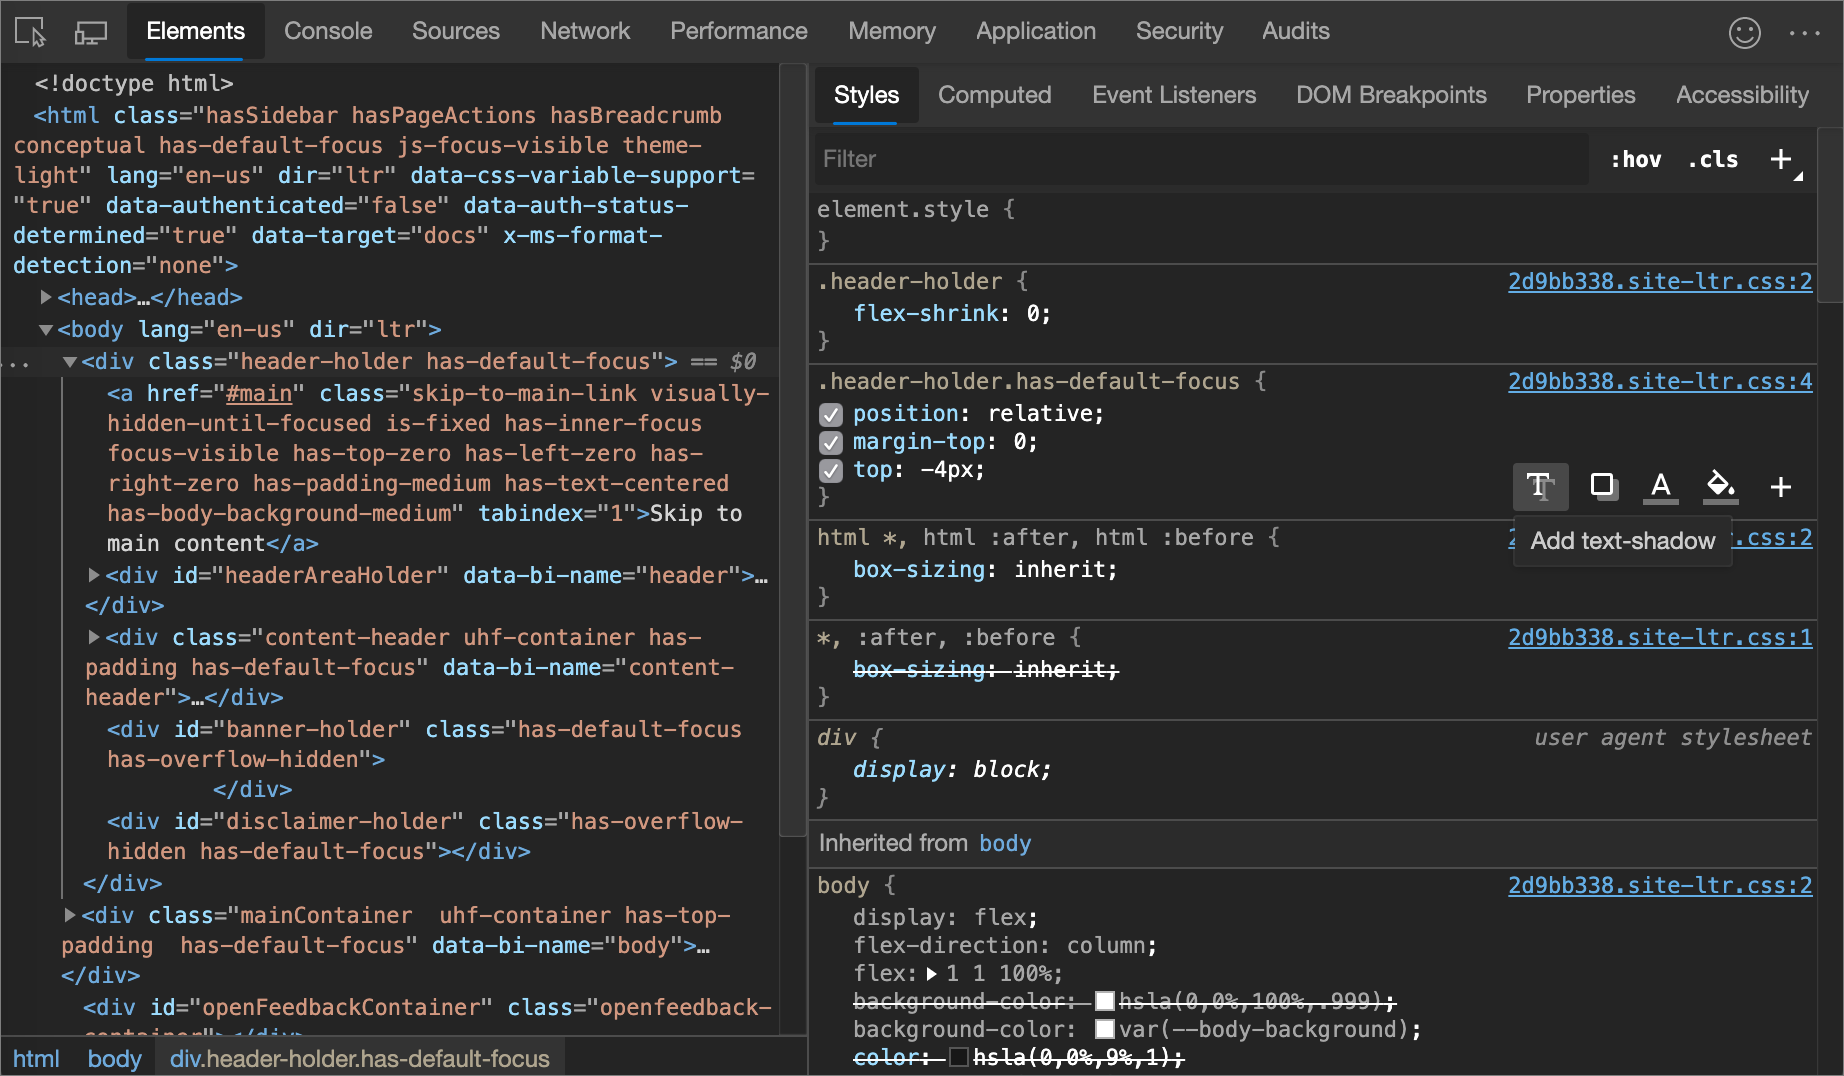 Elements Console Sources Network Performance Memory Application Security Audits
<!doctype html>
<html class="hasSidebar hasPageActions hasBreadcrumb
conceptual has-default-focus js-focus-visible theme-
light" lang="en-us" dir="ltr" data-css-variable-support=
"true" data-authenticated="false" data-auth-status-
determined="true" data-target="docs" x-ms-format-
detection="none">
▶<head>…</head>
▼<body lang="en-us" dir="ltr">
... ▼<div class="header-holder has-default-focus"> == $0
<a href="#main" class="skip-to-main-link visually-
hidden-until-focused is-fixed has-inner-focus
focus-visible has-top-zero has-left-zero has-
right-zero has-padding-medium has-text-centered
has-body-background-medium" tabindex="1">Skip to
main content</a>
▶<div id="headerAreaHolder" data-bi-name="header">…
</div>
▶<div class="content-header uhf-container has-
padding has-default-focus" data-bi-name="content-
header">…</div>
<div id="banner-holder" class="has-default-focus
has-overflow-hidden">
</div>
<div id="disclaimer-holder" class="has-overflow-
hidden has-default-focus"></div>
</div>
▶<div class="mainContainer  uhf-container has-top-
padding  has-default-focus" data-bi-name="body">…
</div>
<div id="openFeedbackContainer" class="openfeedback-
container"></div>
html body div.header-holder.has-default-focus
Styles Computed Event Listeners DOM Breakpoints Properties Accessibility
Filter :hov .cls +
element.style {
}
.header-holder { 2d9bb338.site-ltr.css:2
flex-shrink: 0;
}
.header-holder.has-default-focus { 2d9bb338.site-ltr.css:4
position: relative;
margin-top: 0;
top: -4px;
}
Add text-shadow
html *, html :after, html :before { .css:2
box-sizing: inherit;
}
*, :after, :before { 2d9bb338.site-ltr.css:1
box-sizing: inherit;
}
div { user agent stylesheet
display: block;
}
Inherited from body
body { 2d9bb338.site-ltr.css:2
display: flex;
flex-direction: column;
flex: ▶ 1 1 100%;
background-color: hsla(0,0%,100%,.999);
background-color: var(--body-background);
color: hsla(0,0%,9%,1);